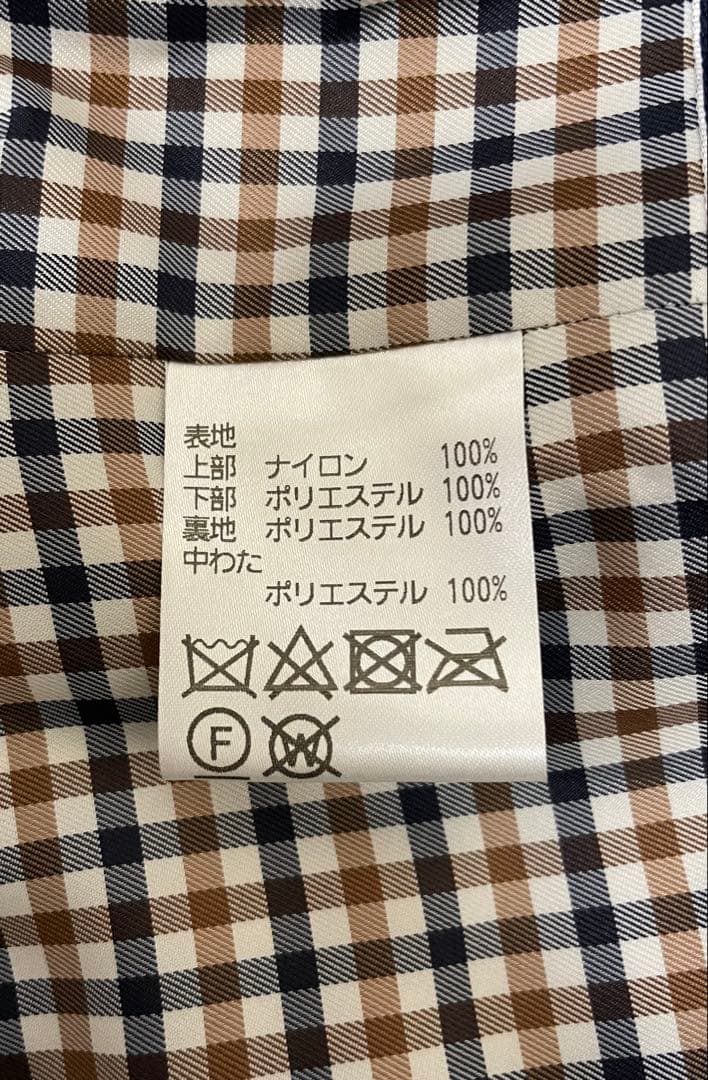 表地
上部 ナイロン 100%
下部 ポリエステル 100%
裏地 ポリエステル 100%
中わた
ポリエステル 100%
F W